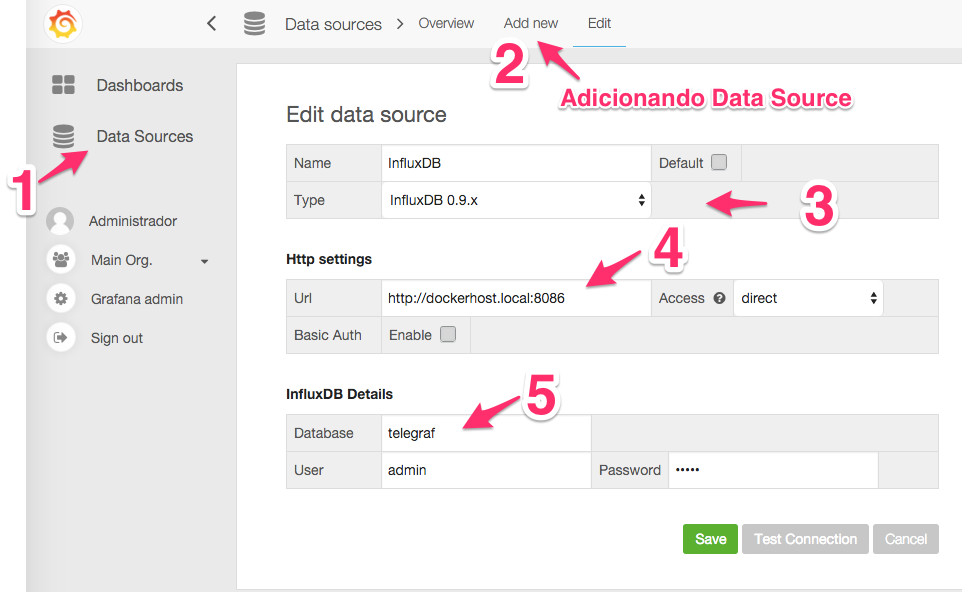 Data sources > Overview Add new Edit
2
Adicionando Data Source
Dashboards
Data Sources
1
Administrador
Main Org.
Grafana admin
Sign out
Edit data source
Name InfluxDB Default
Type InfluxDB 0.9.x
3
Http settings
4
Url http://dockerhost.local:8086 Access ? direct
Basic Auth Enable
InfluxDB Details
5
Database telegraf
User admin Password •••••
Save Test Connection Cancel